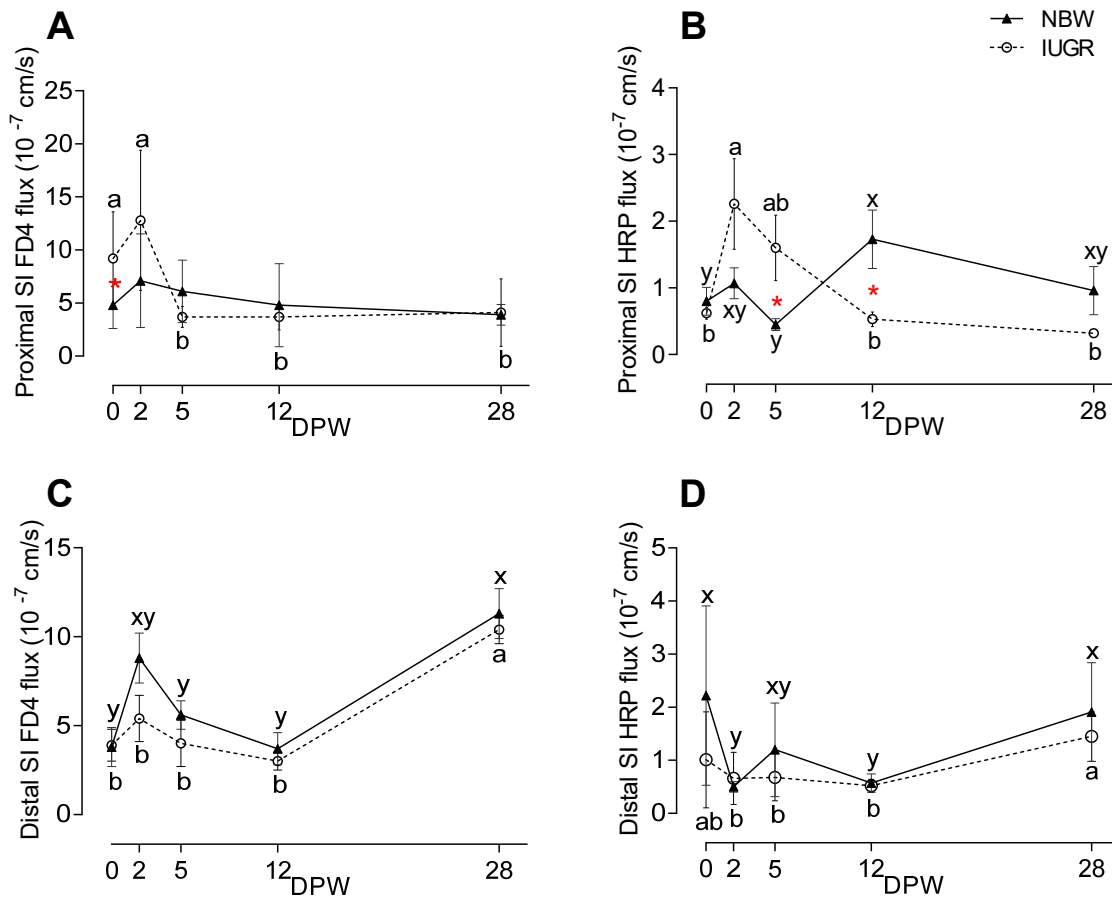 A
Proximal SI FD4 flux (10 -7 cm/s)
25
20
15
10
5
0
a
a
*
b
b
b
0 2 5 12 28
DPW
B
NBW
IUGR
Proximal SI HRP flux (10-7 cm/s)
4
3
2
1
0
a
ab
x
xy
y
*
*
b
xy
y
b
b
0 2 5 12 28
DPW
C
Distal SI FD4 flux (10 -7 cm/s)
15
10
5
0
x
xy
y
y
y
a
b
b
b
b
0 2 5 12 28
DPW
D
Distal SI HRP flux (10-7 cm/s)
5
4
3
2
1
0
x
x
xy
y
y
a
ab
b
b
b
0 2 5 12 28
DPW